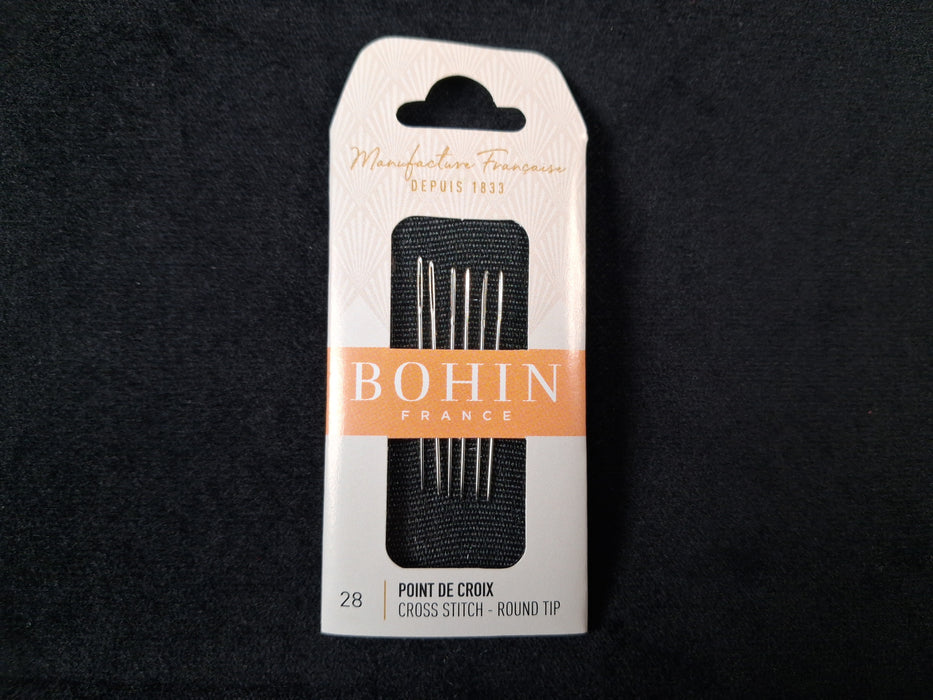 Manufacture Française
DEPUIS 1833
BOHIN
FRANCE
28
POINT DE CROIX
CROSS STITCH - ROUND TIP